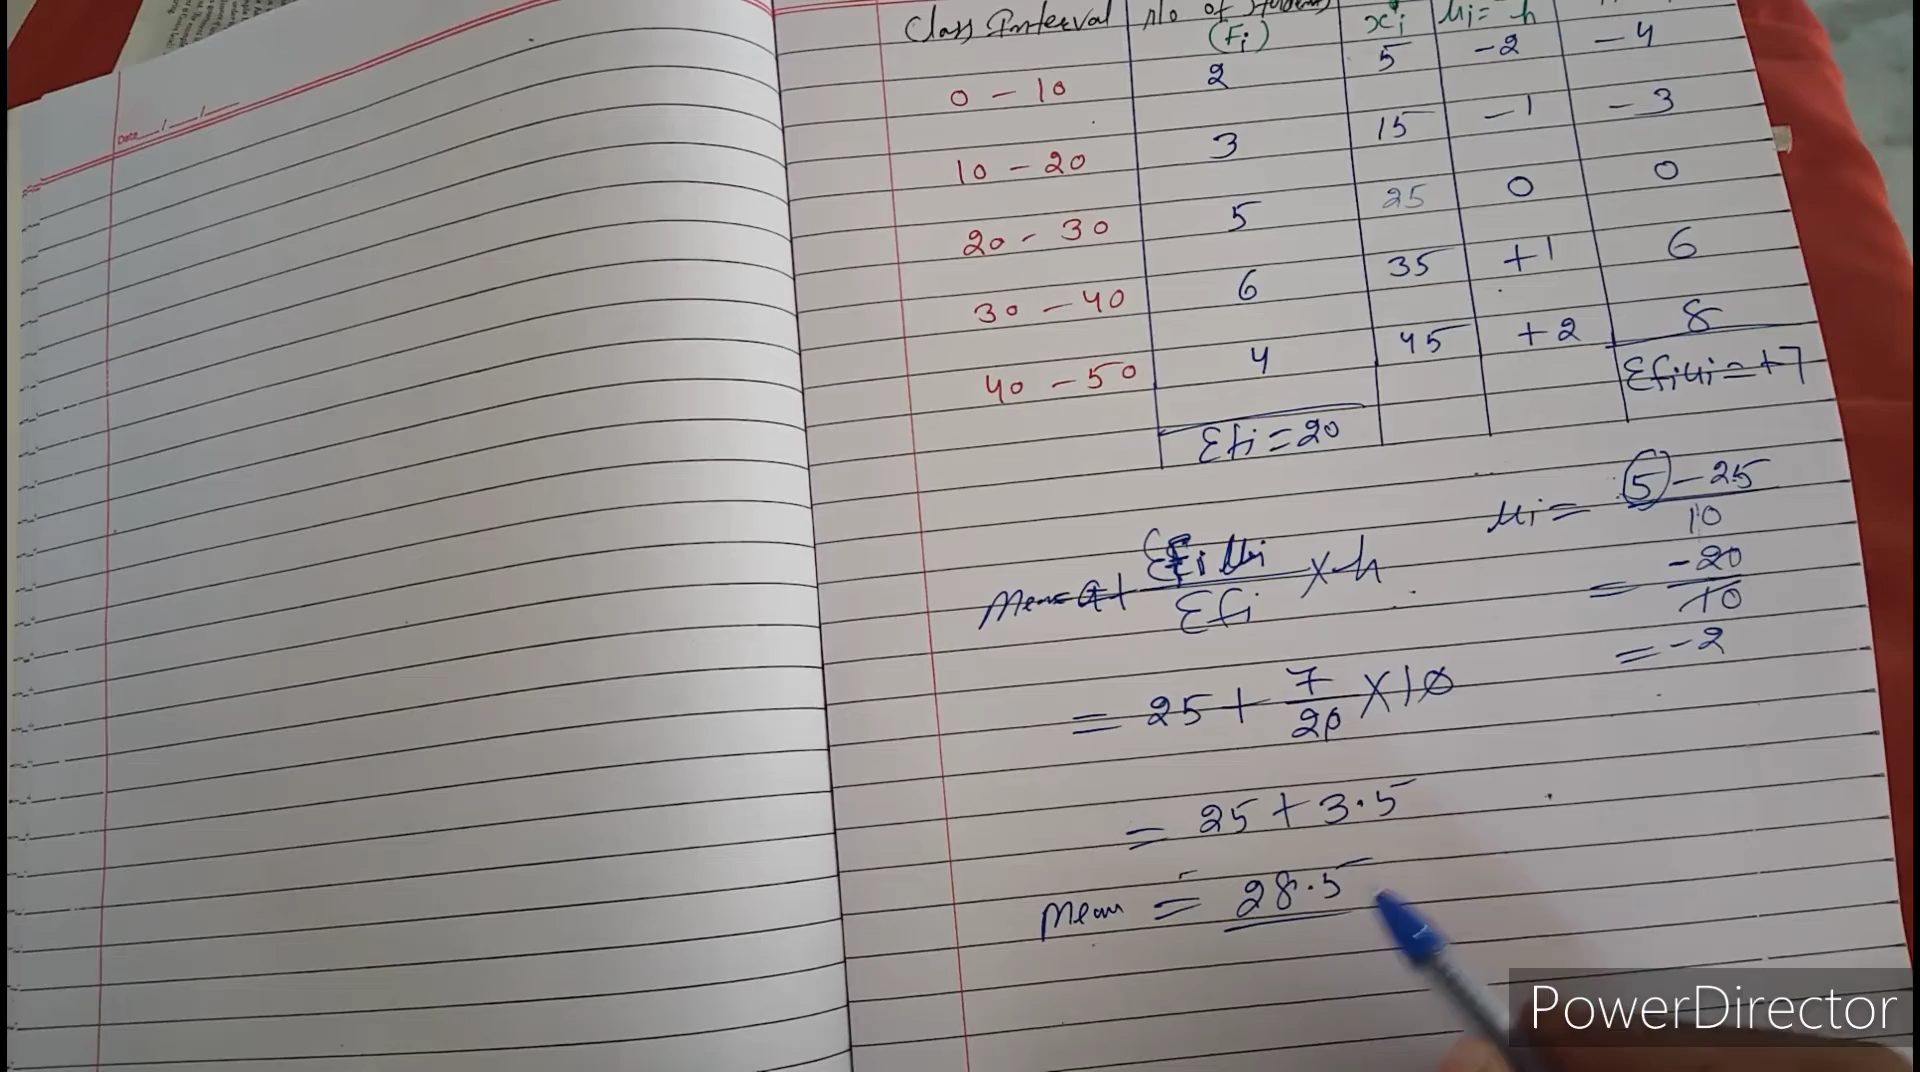 Date / /
Class Interval No of Students xi ui = h
(Fi)
0 - 10 2 5 -2 -4
10 - 20 3 15 -1 -3
20 - 30 5 25 0 0
30 - 40 6 35 +1 6
40 - 50 4 45 +2 8
Σfi = 20 Σfiui = +7
Mean = a + Σfiui / Σfi × h
ui = 5 - 25 / 10
= -20 / 10
= -2
= 25 + 7 / 20 × 10
= 25 + 3.5
Mean = 28.5
PowerDirector